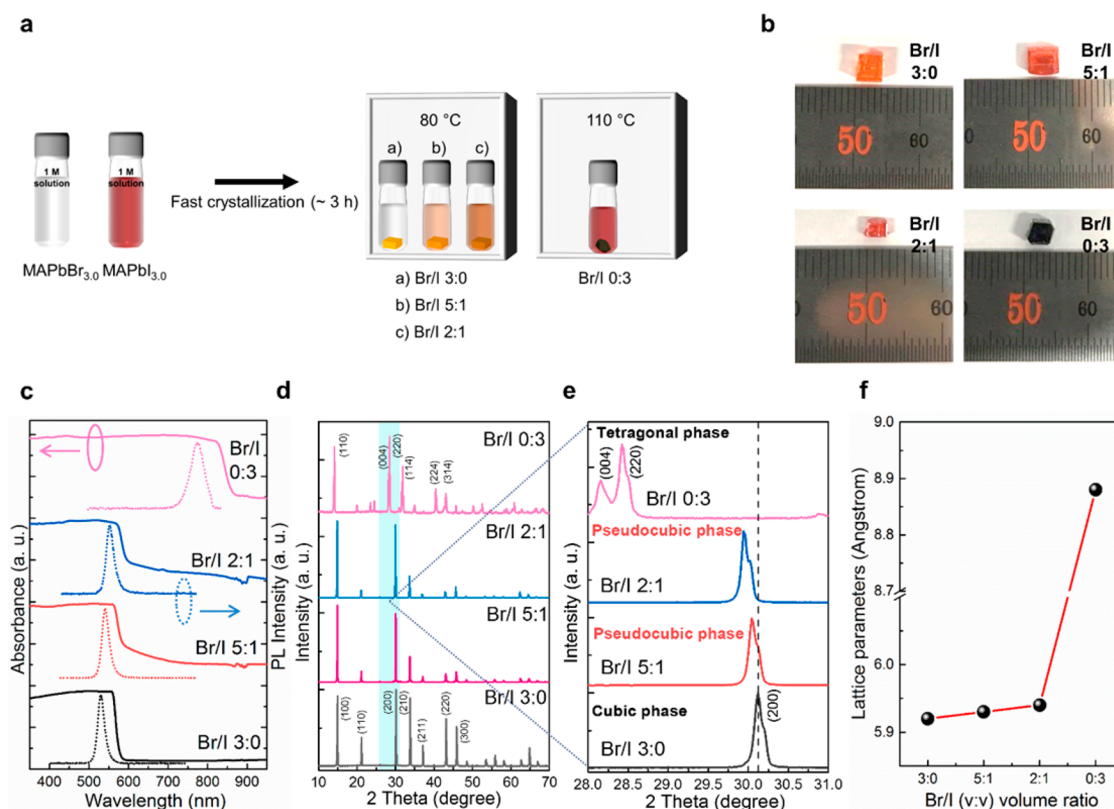 a
1 M
solution
1 M
solution
MAPbBr3.0
MAPbI3.0
Fast crystallization (~ 3 h)
80 °C
a)
b)
c)
110 °C
a) Br/I 3:0
b) Br/I 5:1
c) Br/I 2:1
Br/I 0:3
b
Br/I
3:0
50
60
Br/I
5:1
0
50
60
Br/I
2:1
50
60
Br/I
0:3
50
60
c
Absorbance (a. u.)
PL Intensity (a. u.)
Br/I
0:3
Br/I 2:1
Br/I 5:1
Br/I 3:0
400 500 600 700 800 900
Wavelength (nm)
d
Intensity (a. u.)
Br/I 0:3
(110)
(004)
(220)
(114)
(224)
(314)
Br/I 2:1
Br/I 5:1
Br/I 3:0
(100)
(110)
(200)
(210)
(211)
(220)
(300)
10 20 30 40 50 60 70
2 Theta (degree)
e
Intensity (a. u.)
Tetragonal phase
(004)
(220)
Br/I 0:3
Pseudocubic phase
Br/I 2:1
Pseudocubic phase
Br/I 5:1
Cubic phase
(200)
Br/I 3:0
28.0 28.5 29.0 29.5 30.0 30.5 31.0
2 Theta (degree)
f
Lattice parameters (Angstrom)
9.0
8.9
8.8
8.7
6.0
5.9
3:0 5:1 2:1 0:3
Br/I (v:v) volume ratio